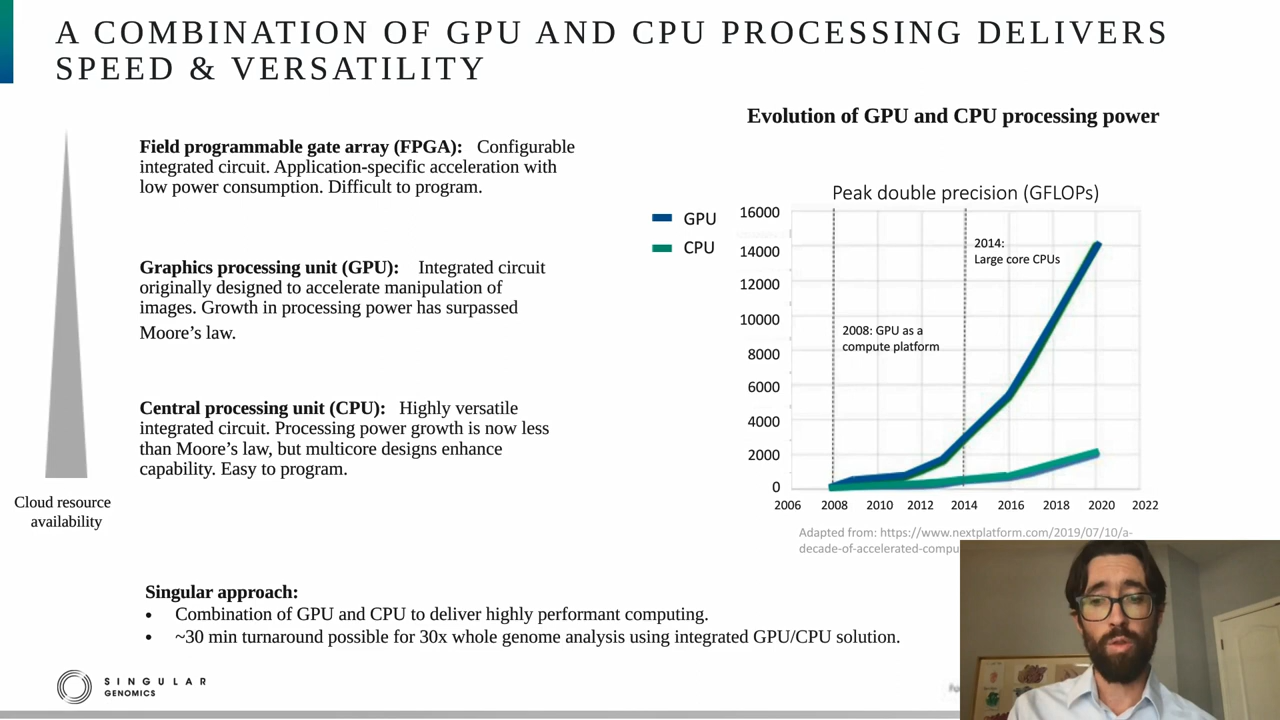 A COMBINATION OF GPU AND CPU PROCESSING DELIVERS
SPEED & VERSATILITY
Field programmable gate array (FPGA): Configurable
integrated circuit. Application-specific acceleration with
low power consumption. Difficult to program.
Graphics processing unit (GPU): Integrated circuit
originally designed to accelerate manipulation of
images. Growth in processing power has surpassed
Moore’s law.
Central processing unit (CPU): Highly versatile
integrated circuit. Processing power growth is now less
than Moore’s law, but multicore designs enhance
capability. Easy to program.
Cloud resource
availability
Evolution of GPU and CPU processing power
Peak double precision (GFLOPs)
GPU
CPU
16000
14000
12000
10000
8000
6000
4000
2000
0
2014:
Large core CPUs
2008: GPU as a
compute platform
2006 2008 2010 2012 2014 2016 2018 2020 2022
Adapted from: https://www.nextplatform.com/2019/07/10/a-
decade-of-accelerated-compu
Singular approach:
• Combination of GPU and CPU to deliver highly performant computing.
• ~30 min turnaround possible for 30x whole genome analysis using integrated GPU/CPU solution.
SINGULAR
GENOMICS